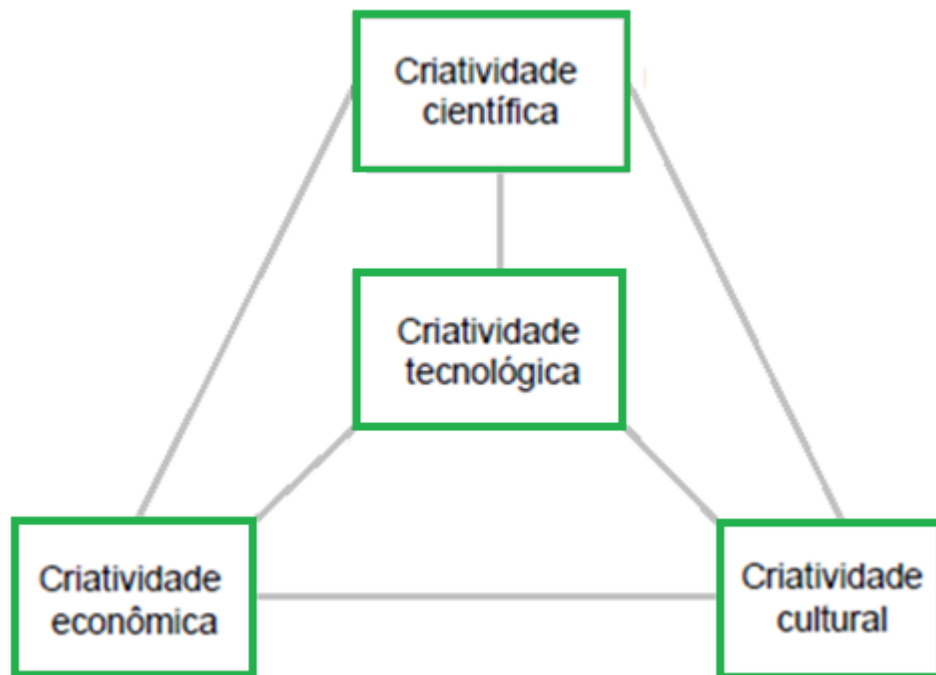 Criatividade
científica
Criatividade
tecnológica
Criatividade
econômica
Criatividade
cultural